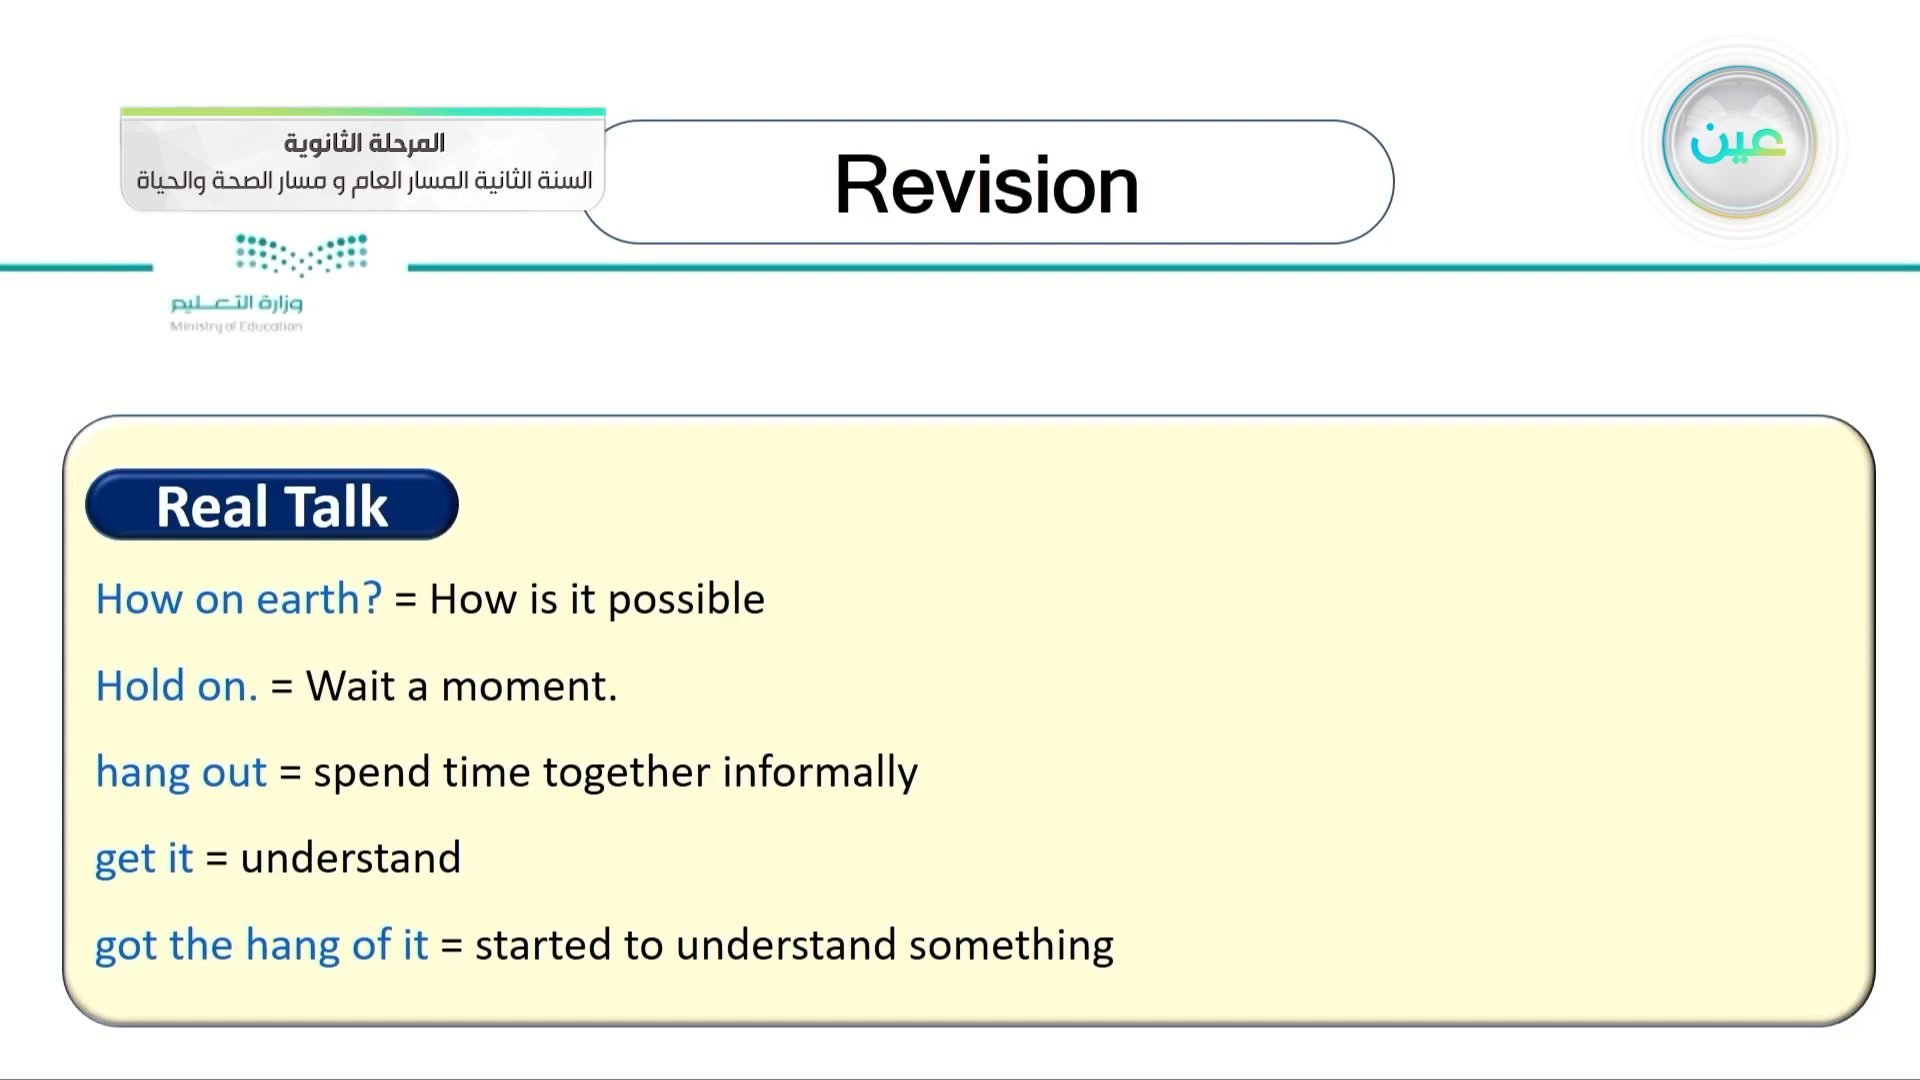 المرحلة الثانوية
السنة الثانية المسار العام و مسار الصحة والحياة
Revision
عين
وزارة التعليم
Ministry of Education
Real Talk
How on earth? = How is it possible
Hold on. = Wait a moment.
hang out = spend time together informally
get it = understand
got the hang of it = started to understand something